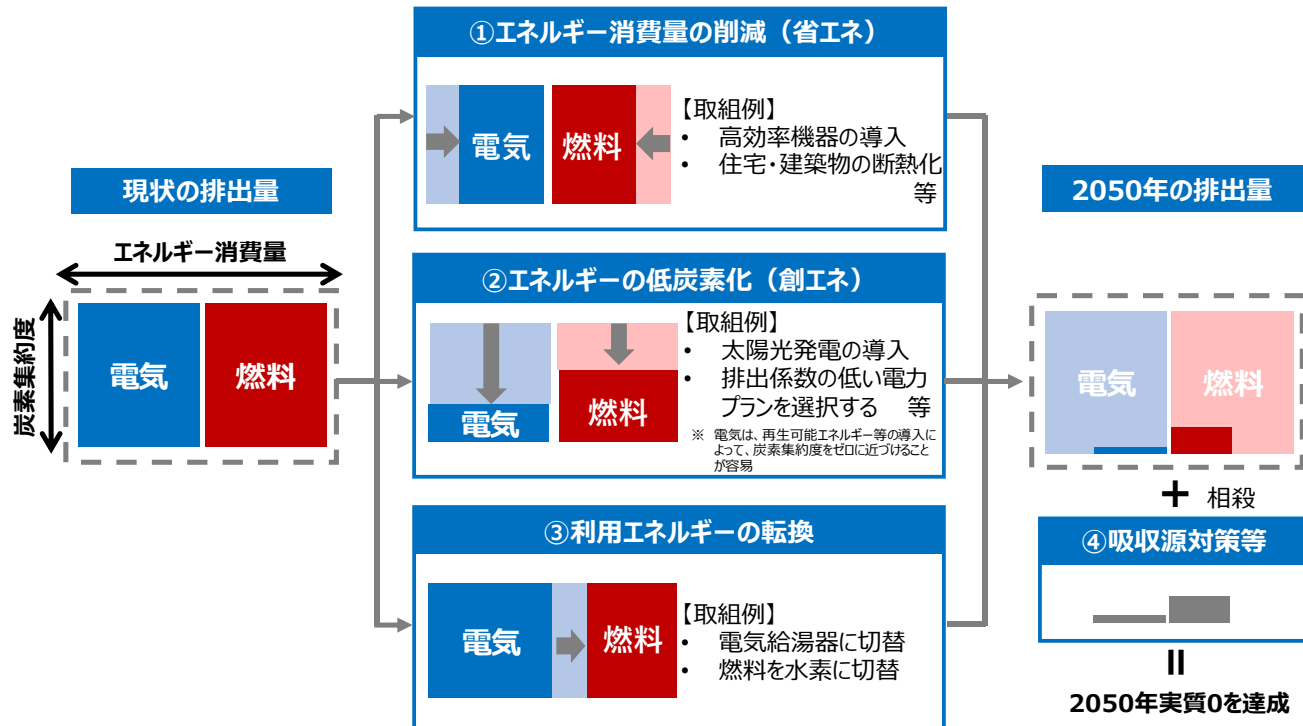 現状の排出量
エネルギー消費量
炭素集約度
電気
燃料
①エネルギー消費量の削減（省エネ）
電気
燃料
【取組例】
• 高効率機器の導入
• 住宅・建築物の断熱化
等
②エネルギーの低炭素化（創エネ）
電気
燃料
【取組例】
• 太陽光発電の導入
• 排出係数の低い電力
プランを選択する 等
※ 電気は、再生可能エネルギー等の導入に
よって、炭素集約度をゼロに近づけること
が容易
③利用エネルギーの転換
電気
燃料
【取組例】
• 電気給湯器に切替
• 燃料を水素に切替
2050年の排出量
電気
燃料
+ 相殺
④吸収源対策等
=
2050年実質0を達成